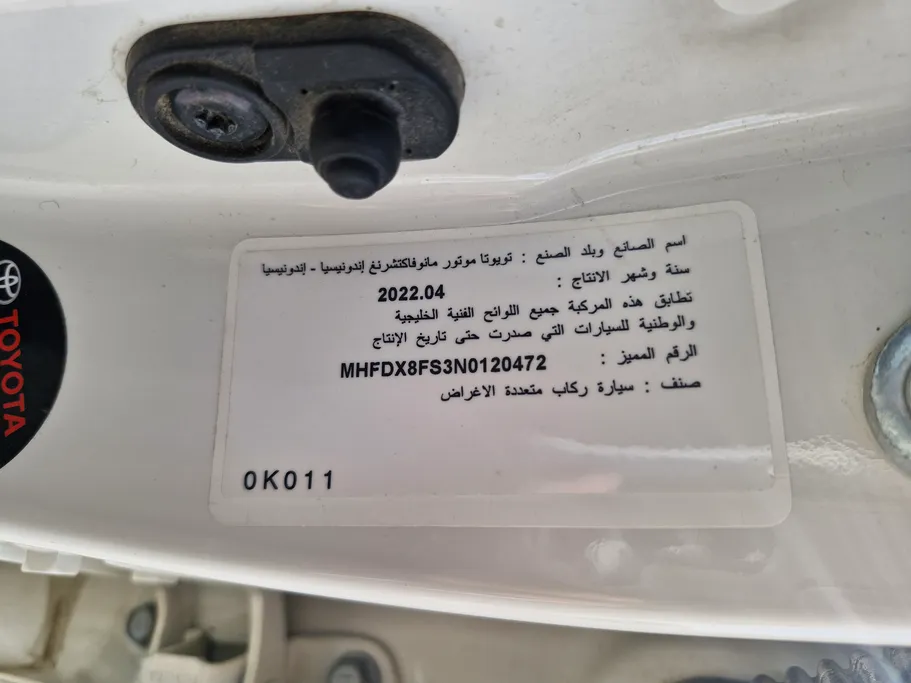 اسم الصانع وبلد الصنع : تويوتا موتور مانوفاكتشرنغ إندونيسيا - إندونيسيا
سنة وشهر الانتاج : 2022.04
تطابق هذه المركبة جميع اللوائح الفنية الخليجية
والوطنية للسيارات التي صدرت حتى تاريخ الإنتاج
الرقم المميز : MHFDX8FS3N0120472
صنف : سيارة ركاب متعددة الاغراض
0K011
TOYOTA